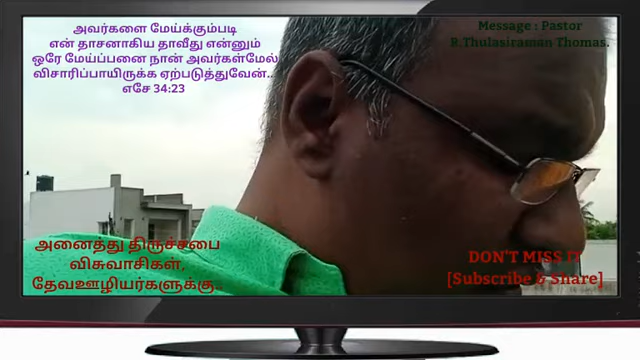 அவர்களை மேய்க்கும்படி
என் தாசனாகிய தாவீது என்னும்
ஒரே மேய்ப்பனை நான் அவர்கள்மேல்
விசாரிப்பாயிருக்க ஏற்படுத்துவேன்..
எசே 34:23
Message : Pastor
R.Thulasiraman Thomas.
அனைத்து திருச்சபை
விசுவாசிகள்,
தேவஊழியர்களுக்கு..
DON'T MISS IT
[Subscribe & Share]